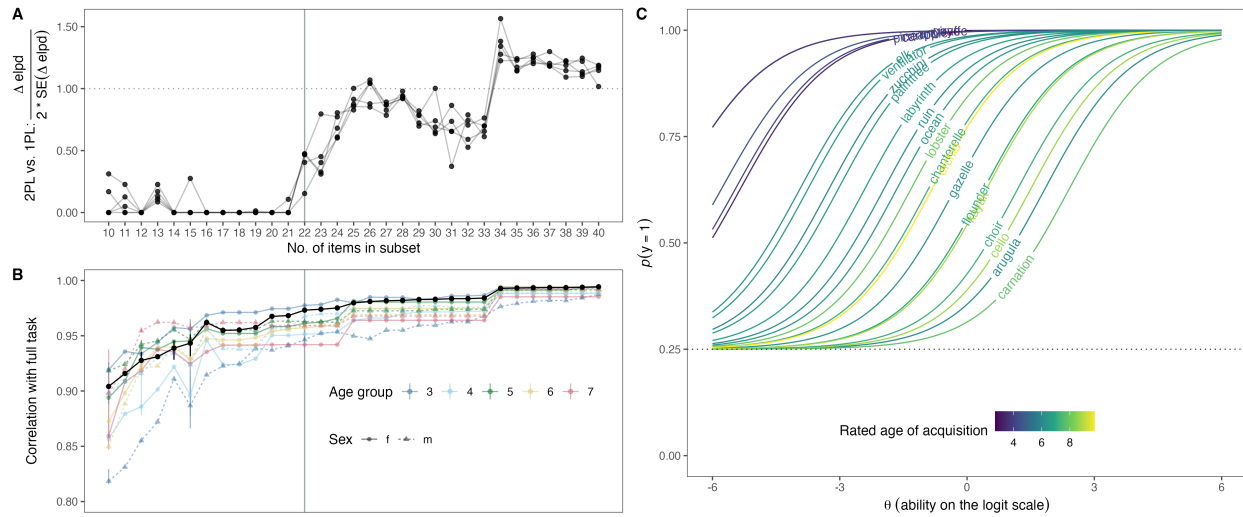 A
2PL vs. 1PL: Δ elpd / 2 * SE(Δ elpd)
1.50
1.00
0.50
0.00
10 11 12 13 14 15 16 17 18 19 20 21 22 23 24 25 26 27 28 29 30 31 32 33 34 35 36 37 38 39 40
No. of items in subset
B
Correlation with full task
1.00
0.95
0.90
0.85
0.80
Age group 3 4 5 6 7
Sex f m
C
p(y = 1)
1.00
0.75
0.50
0.25
0.00
elk
ventilator
zucchini
palmtree
labyrinth
ruin
ocean
lobster
chanterelle
gazelle
flounder
choir
cello
arugula
carnation
Rated age of acquisition
4 6 8
-6 -3 0 3 6
θ (ability on the logit scale)